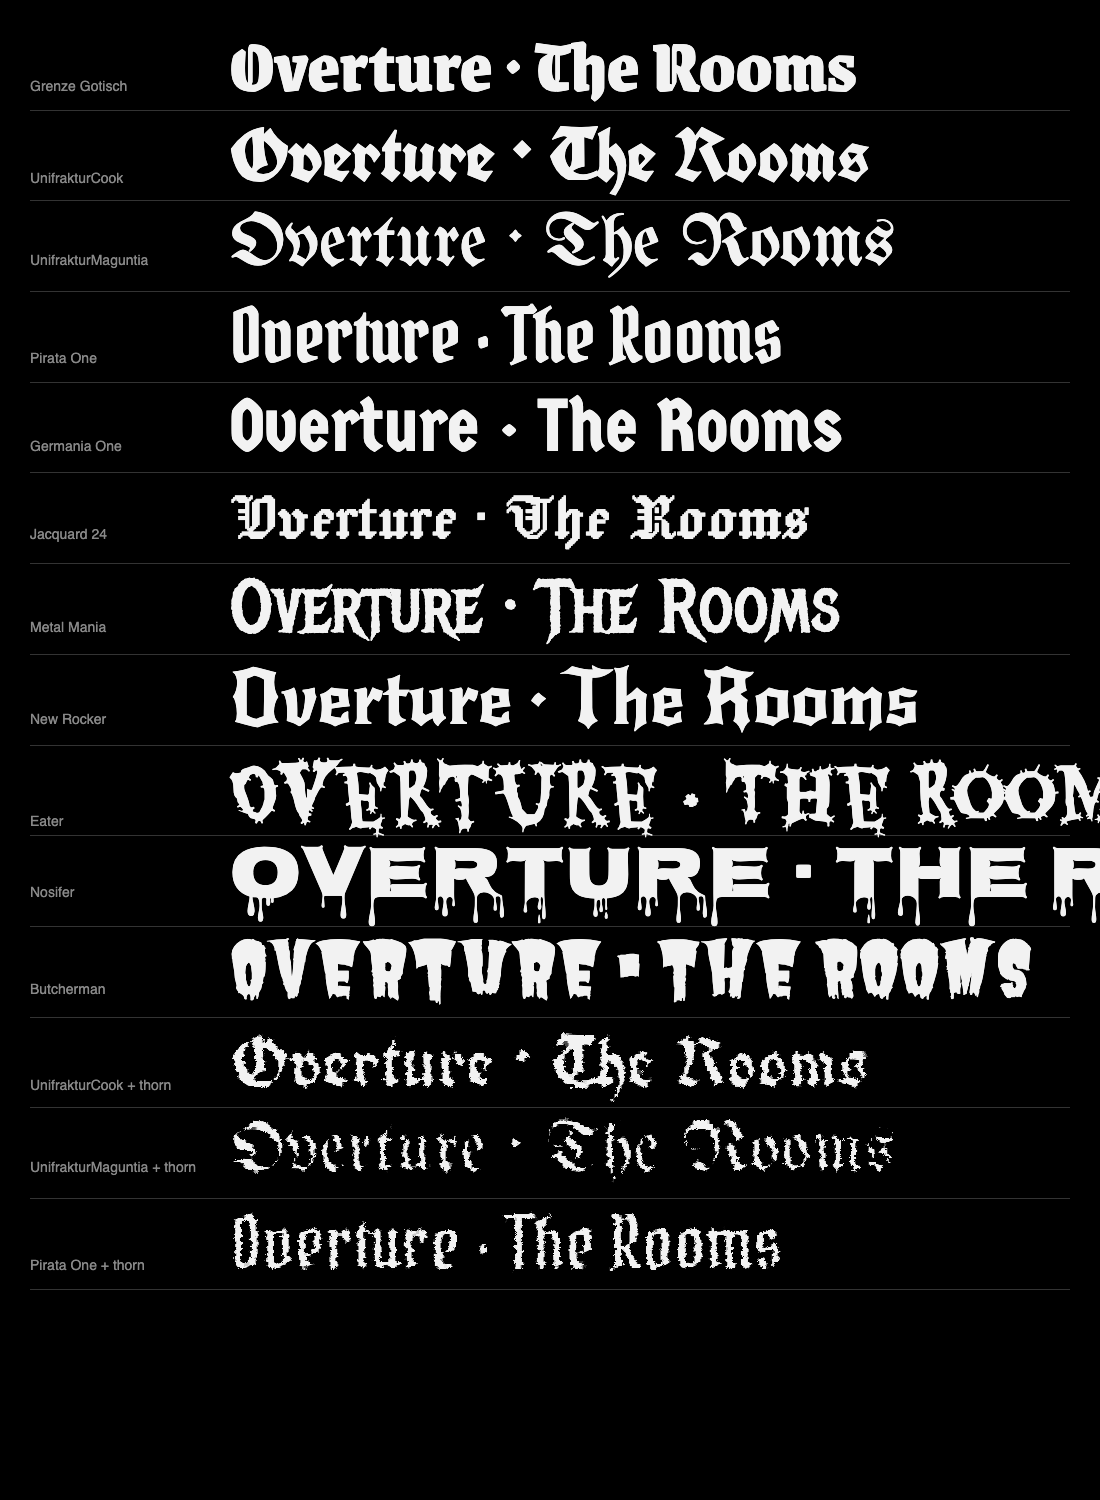 Grenze Gotisch Overture · The Rooms
UnifrakturCook Overture · The Rooms
UnifrakturMaguntia Overture · The Rooms
Pirata One Overture · The Rooms
Germania One Overture · The Rooms
Jacquard 24 Overture · The Rooms
Metal Mania Overture · The Rooms
New Rocker Overture · The Rooms
Eater OVERTURE · THE ROOM
Nosifer OVERTURE · THE R
Butcherman OVERTURE · THE ROOMS
UnifrakturCook + thorn Overture · The Rooms
UnifrakturMaguntia + thorn Overture · The Rooms
Pirata One + thorn Overture · The Rooms